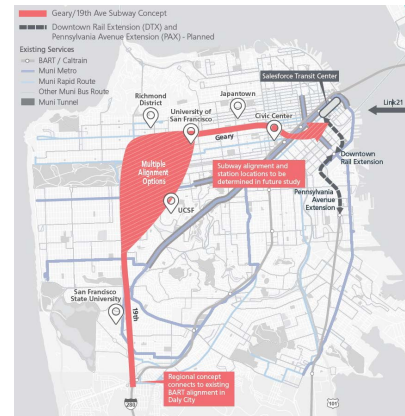 Geary/19th Ave Subway Concept
Downtown Rail Extension (DTX) and
Pennsylvania Avenue Extension (PAX) - Planned
Existing Services
BART / Caltrain
Muni Metro
Muni Rapid Route
Other Muni Bus Route
Muni Tunnel
Salesforce Transit Center
Japantown
Richmond
District
University of
San Francisco
Civic Center
Link21
Geary
Multiple
Alignment
Options
Subway alignment and
station locations to be
determined in future study
Downtown
Rail Extension
UCSF
Pennsylvania
Avenue
Extension
San Francisco
State University
19th
Regional concept
connects to existing
BART alignment in
Daly City
280
101